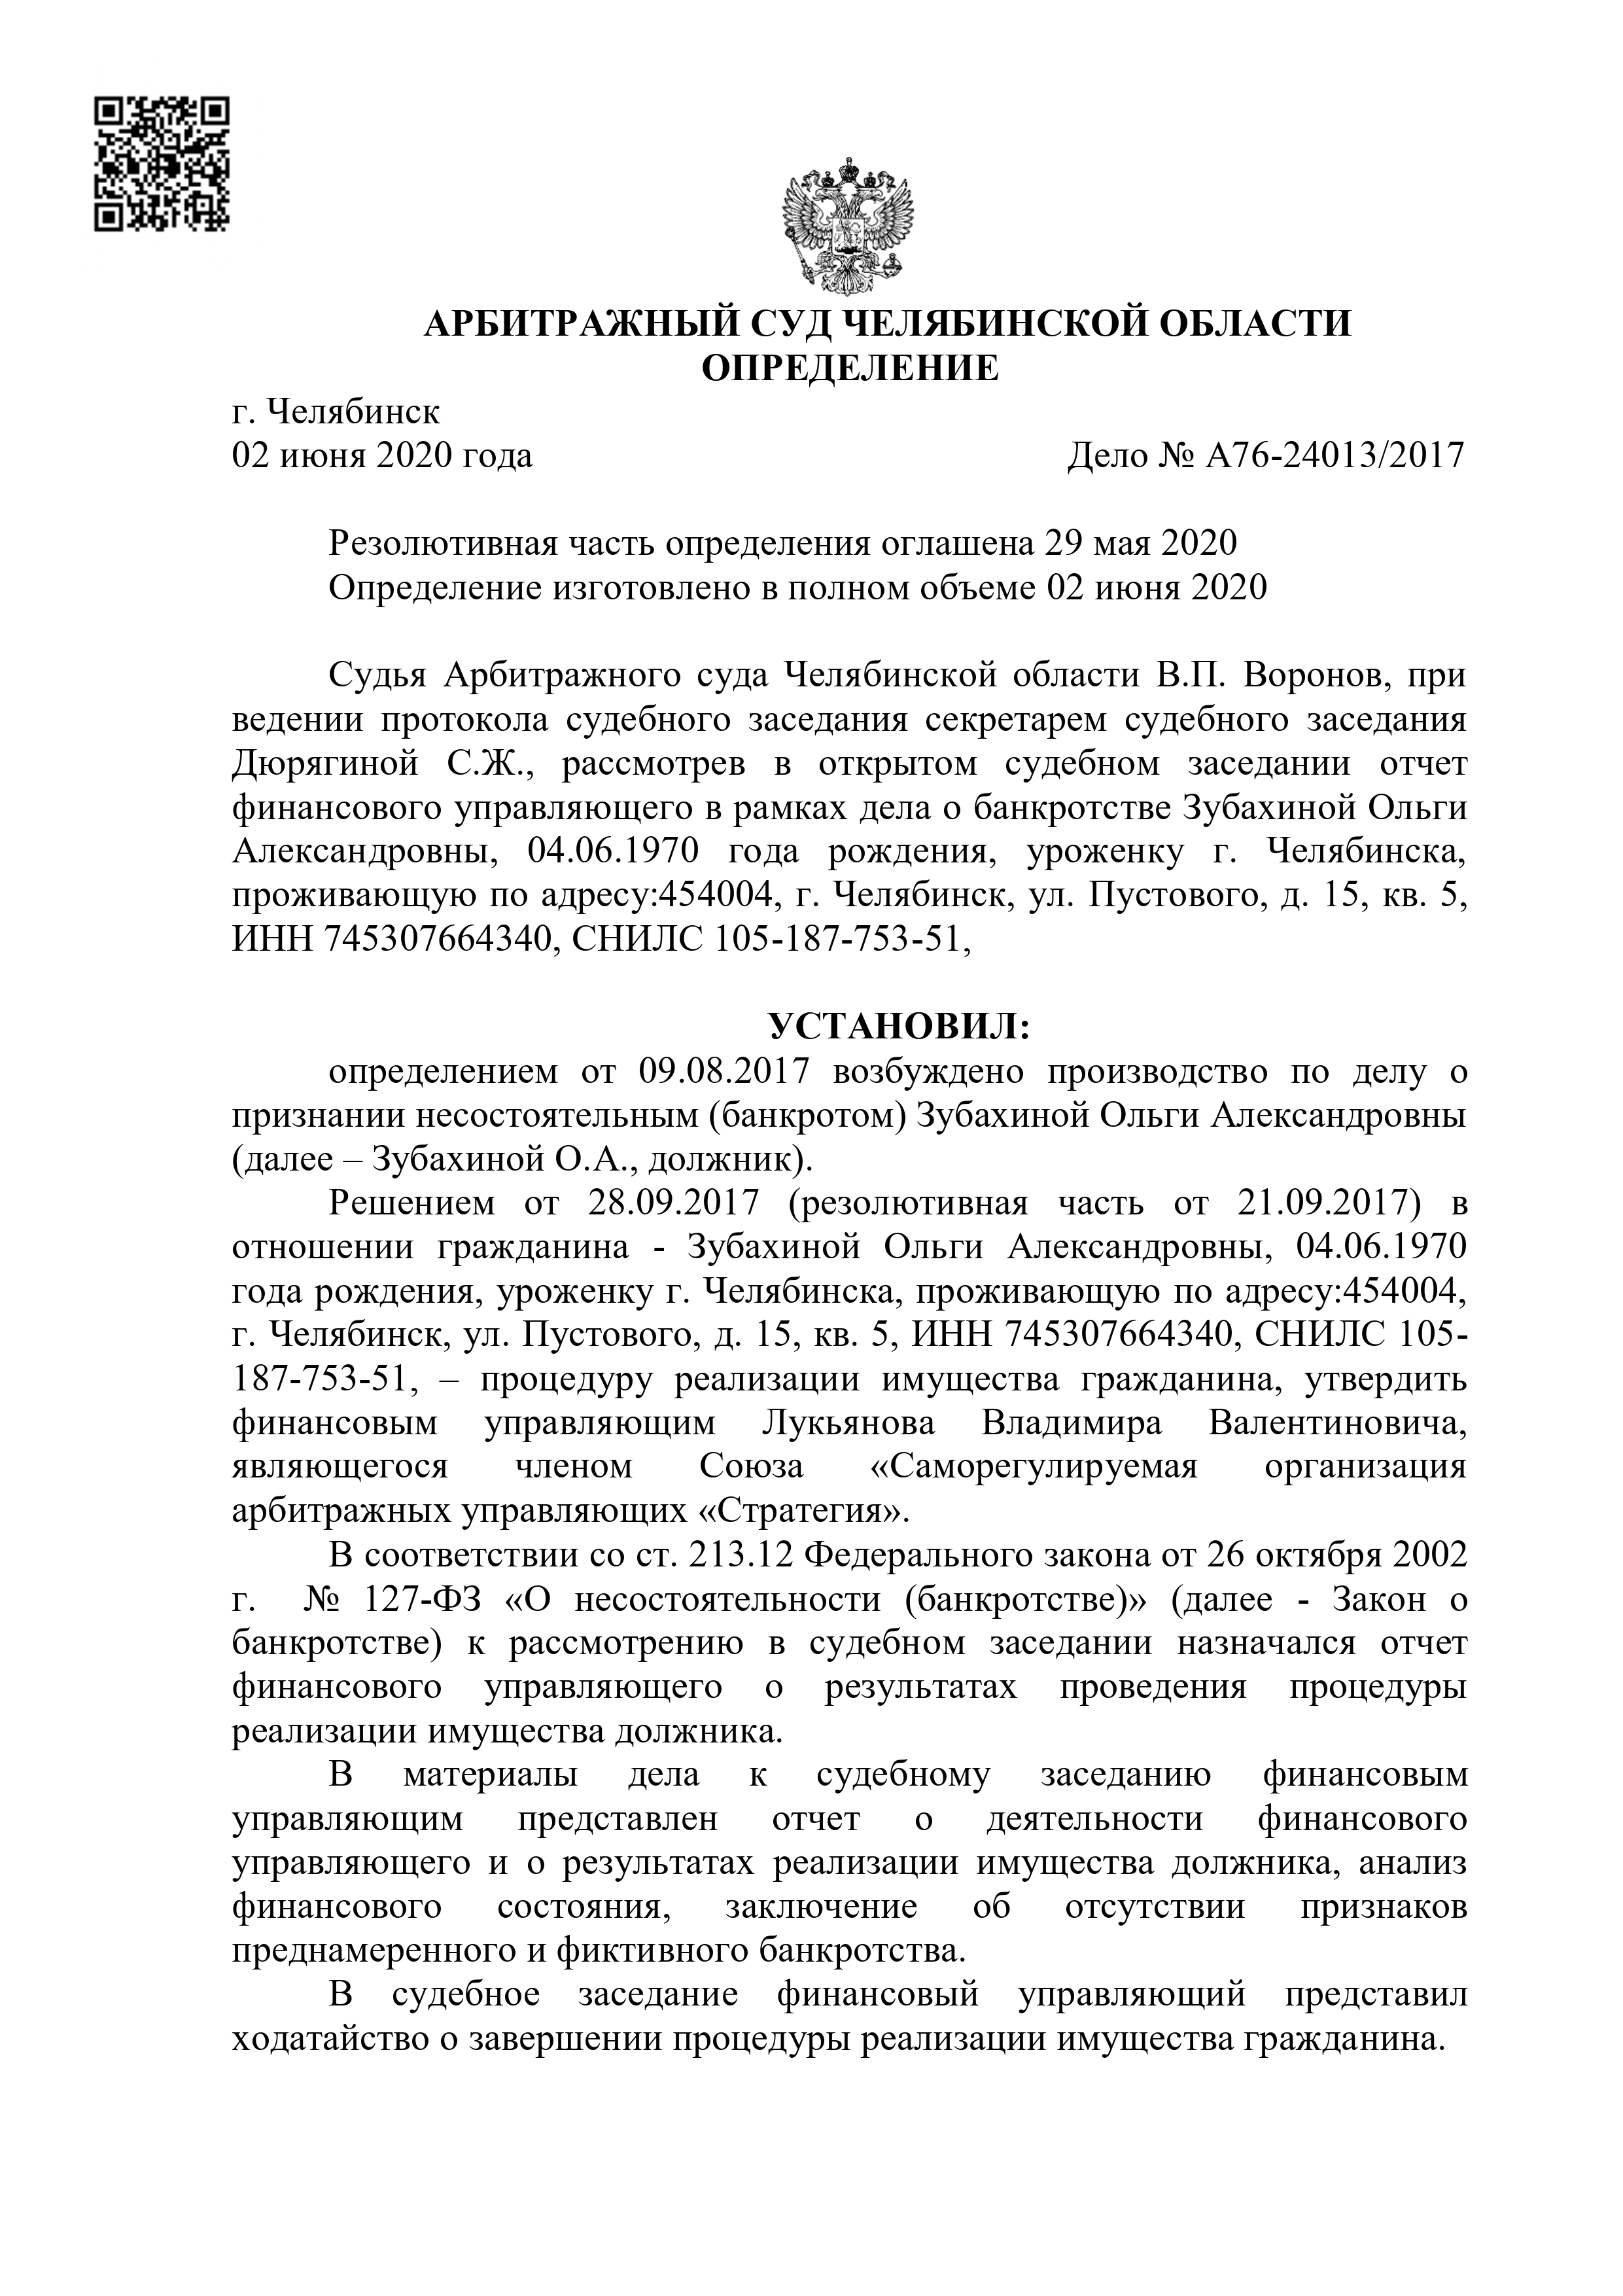 АРБИТРАЖНЫЙ СУД ЧЕЛЯБИНСКОЙ ОБЛАСТИ
ОПРЕДЕЛЕНИЕ
г. Челябинск
02 июня 2020 года Дело № А76-24013/2017
Резолютивная часть определения оглашена 29 мая 2020
Определение изготовлено в полном объеме 02 июня 2020
Судья Арбитражного суда Челябинской области В.П. Воронов, при
ведении протокола судебного заседания секретарем судебного заседания
Дюрягиной С.Ж., рассмотрев в открытом судебном заседании отчет
финансового управляющего в рамках дела о банкротстве Зубахиной Ольги
Александровны, 04.06.1970 года рождения, уроженку г. Челябинска,
проживающую по адресу:454004, г. Челябинск, ул. Пустового, д. 15, кв. 5,
ИНН 745307664340, СНИЛС 105-187-753-51,
УСТАНОВИЛ:
определением от 09.08.2017 возбуждено производство по делу о
признании несостоятельным (банкротом) Зубахиной Ольги Александровны
(далее – Зубахиной О.А., должник).
Решением от 28.09.2017 (резолютивная часть от 21.09.2017) в
отношении гражданина - Зубахиной Ольги Александровны, 04.06.1970
года рождения, уроженку г. Челябинска, проживающую по адресу:454004,
г. Челябинск, ул. Пустового, д. 15, кв. 5, ИНН 745307664340, СНИЛС 105-
187-753-51, – процедуру реализации имущества гражданина, утвердить
финансовым управляющим Лукьянова Владимира Валентиновича,
являющегося членом Союза «Саморегулируемая организация
арбитражных управляющих «Стратегия».
В соответствии со ст. 213.12 Федерального закона от 26 октября 2002
г. № 127-ФЗ «О несостоятельности (банкротстве)» (далее - Закон о
банкротстве) к рассмотрению в судебном заседании назначался отчет
финансового управляющего о результатах проведения процедуры
реализации имущества должника.
В материалы дела к судебному заседанию финансовым
управляющим представлен отчет о деятельности финансового
управляющего и о результатах реализации имущества должника, анализ
финансового состояния, заключение об отсутствии признаков
преднамеренного и фиктивного банкротства.
В судебное заседание финансовый управляющий представил
ходатайство о завершении процедуры реализации имущества гражданина.